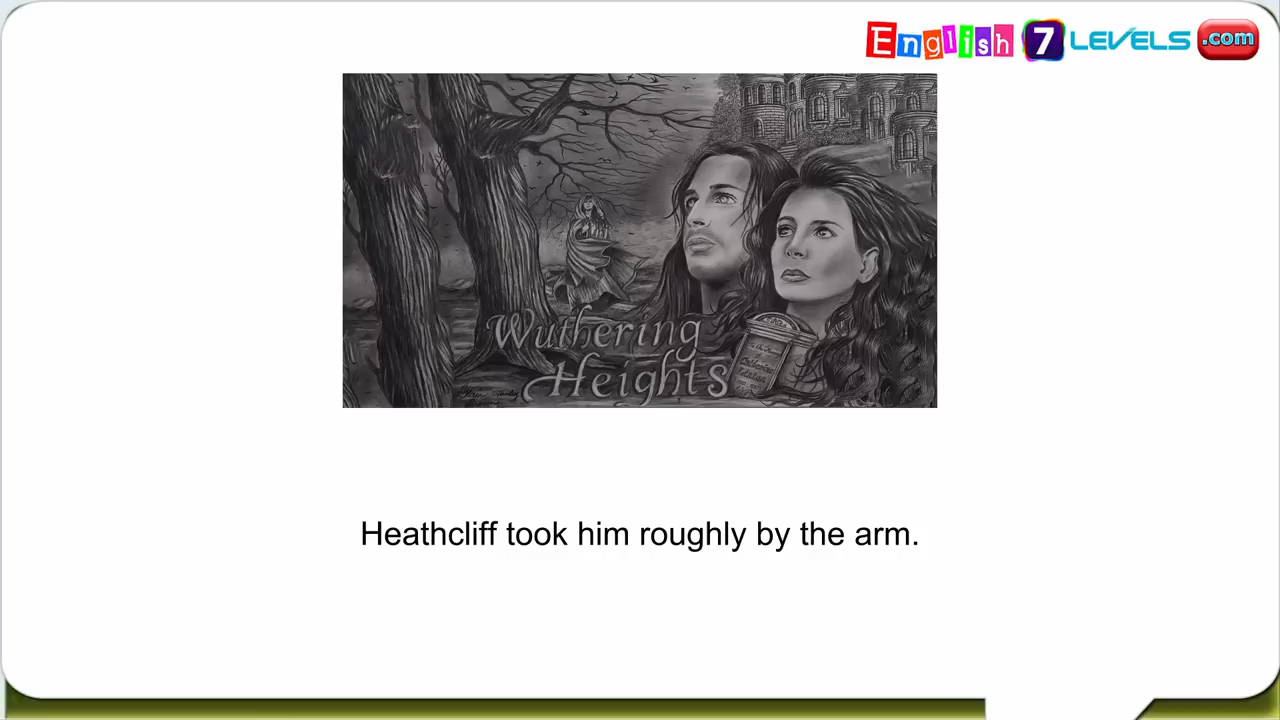 English 7 LEVELS .com
Wuthering
Heights
Heathcliff took him roughly by the arm.